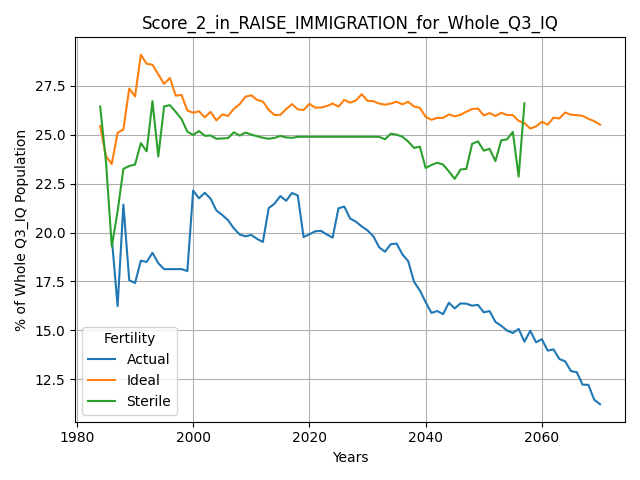 Score_2_in_RAISE_IMMIGRATION_for_Whole_Q3_IQ
% of Whole Q3_IQ Population
27.5
25.0
22.5
20.0
17.5
15.0
12.5
Fertility
Actual
Ideal
Sterile
1980 2000 2020 2040 2060
Years